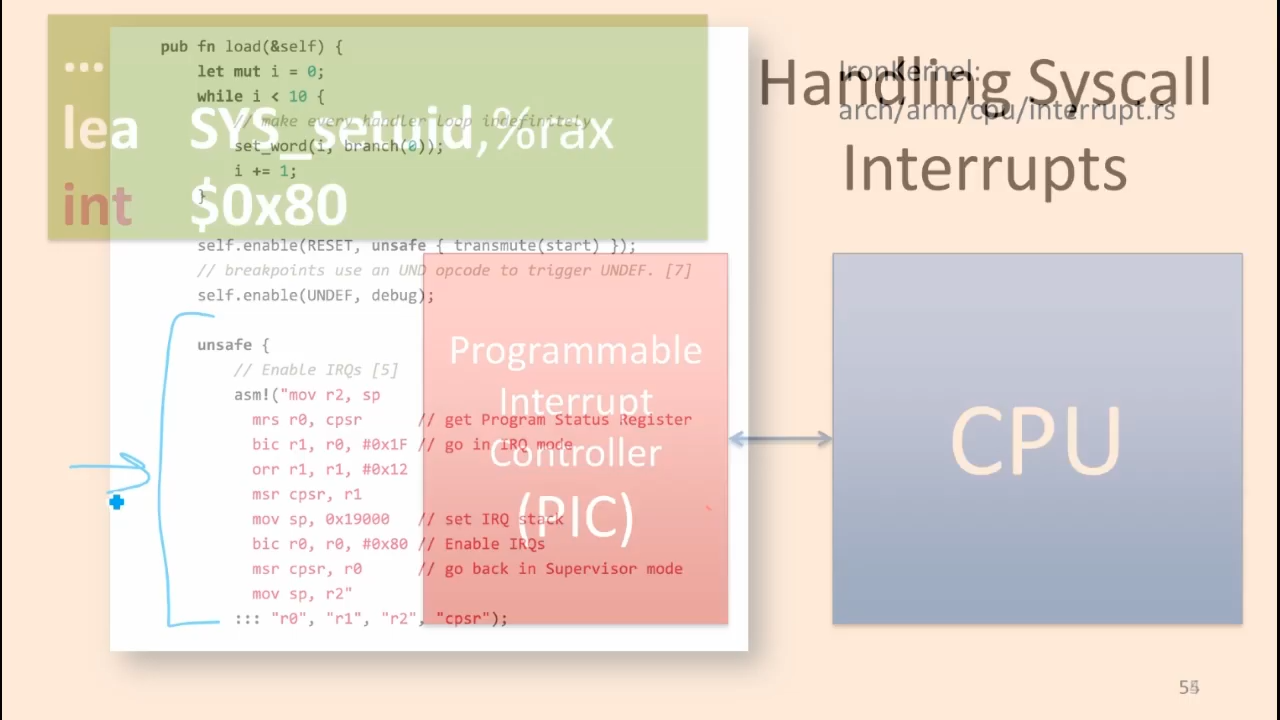 ...
lea SYS_setuid,%rax
int $0x80
Handling Syscall
Interrupts
IronKernel:
arch/arm/cpu/interrupt.rs
pub fn load(&self) {
let mut i = 0;
while i < 10 {
// make every handler loop indefinitely
set_word(i, branch(0));
i += 1;
}
self.enable(RESET, unsafe { transmute(start) });
// breakpoints use an UND opcode to trigger UNDEF. [7]
self.enable(UNDEF, debug);
unsafe {
// Enable IRQs [5]
asm!("mov r2, sp
mrs r0, cpsr // get Program Status Register
bic r1, r0, #0x1F // go in IRQ mode
orr r1, r1, #0x12
msr cpsr, r1
mov sp, 0x19000 // set IRQ stack
bic r0, r0, #0x80 // Enable IRQs
msr cpsr, r0 // go back in Supervisor mode
mov sp, r2"
::: "r0", "r1", "r2", "cpsr");
Programmable
Interrupt
Controller
(PIC)
CPU